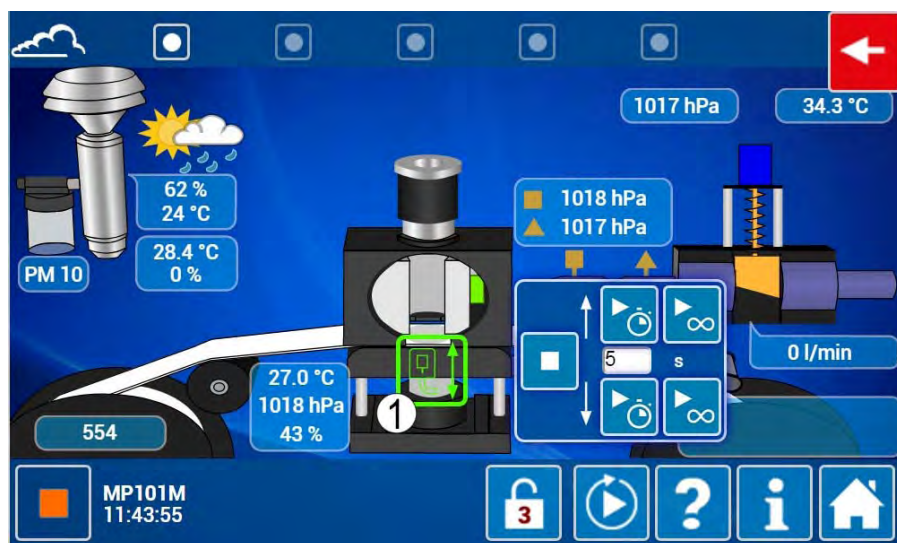 1017 hPa
34.3 °C
62 %
24 °C
1018 hPa
1017 hPa
28.4 °C
0 %
PM 10
5 s
0 l/min
27.0 °C
1018 hPa
43 %
1
554
MP101M
11:43:55
3
?
i